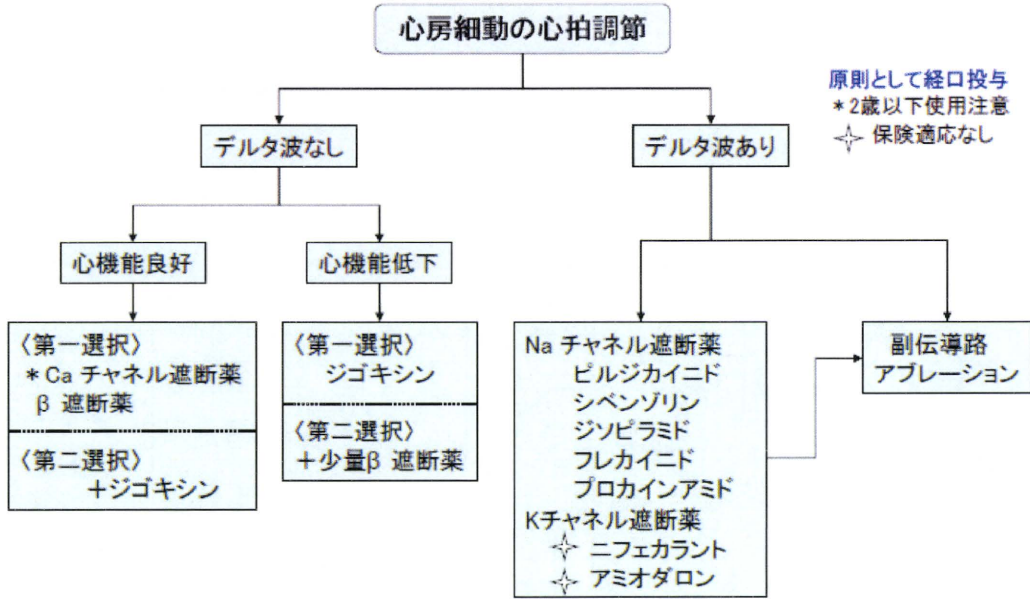 心房細動の心拍調節
原則として経口投与
*2歳以下使用注意
保険適応なし
デルタ波なし
デルタ波あり
心機能良好
心機能低下
〈第一選択〉
*Ca チャネル遮断薬
β 遮断薬
〈第二選択〉
+ジゴキシン
〈第一選択〉
ジゴキシン
〈第二選択〉
+少量β 遮断薬
Na チャネル遮断薬
ピルジカイニド
シベンゾリン
ジソピラミド
フレカイニド
プロカインアミド
Kチャネル遮断薬
ニフェカラント
アミオダロン
副伝導路
アブレーション